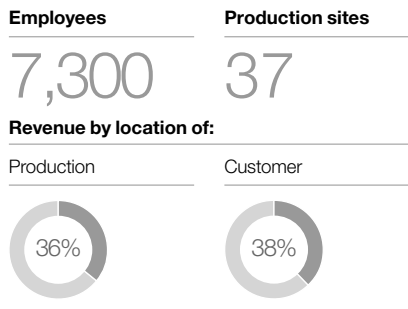 Employees
Production sites
7,300
37
Revenue by location of:
Production
Customer
36%
38%